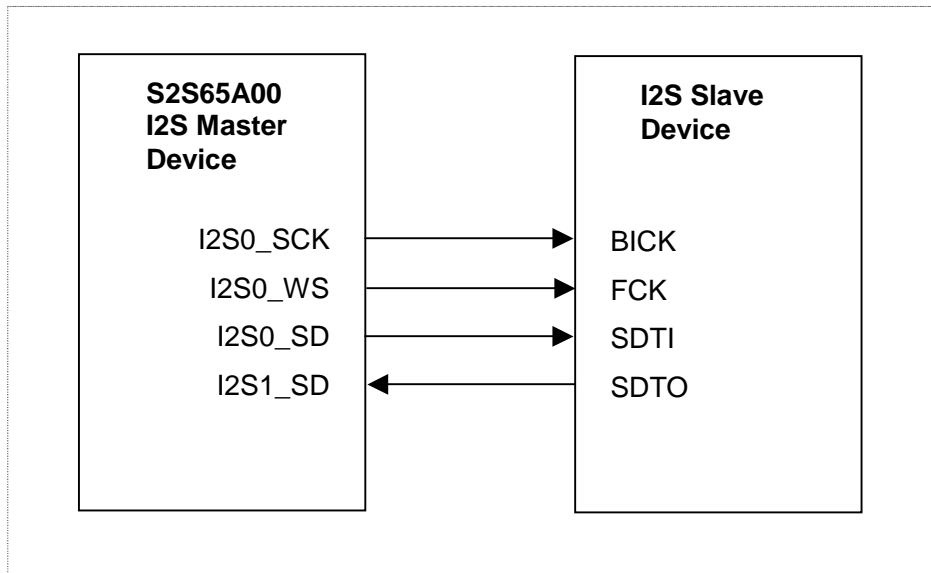 S2S65A00
I2S Master
Device
I2S Slave
Device
I2S0_SCK
BICK
I2S0_WS
FCK
I2S0_SD
SDTI
I2S1_SD
SDTO